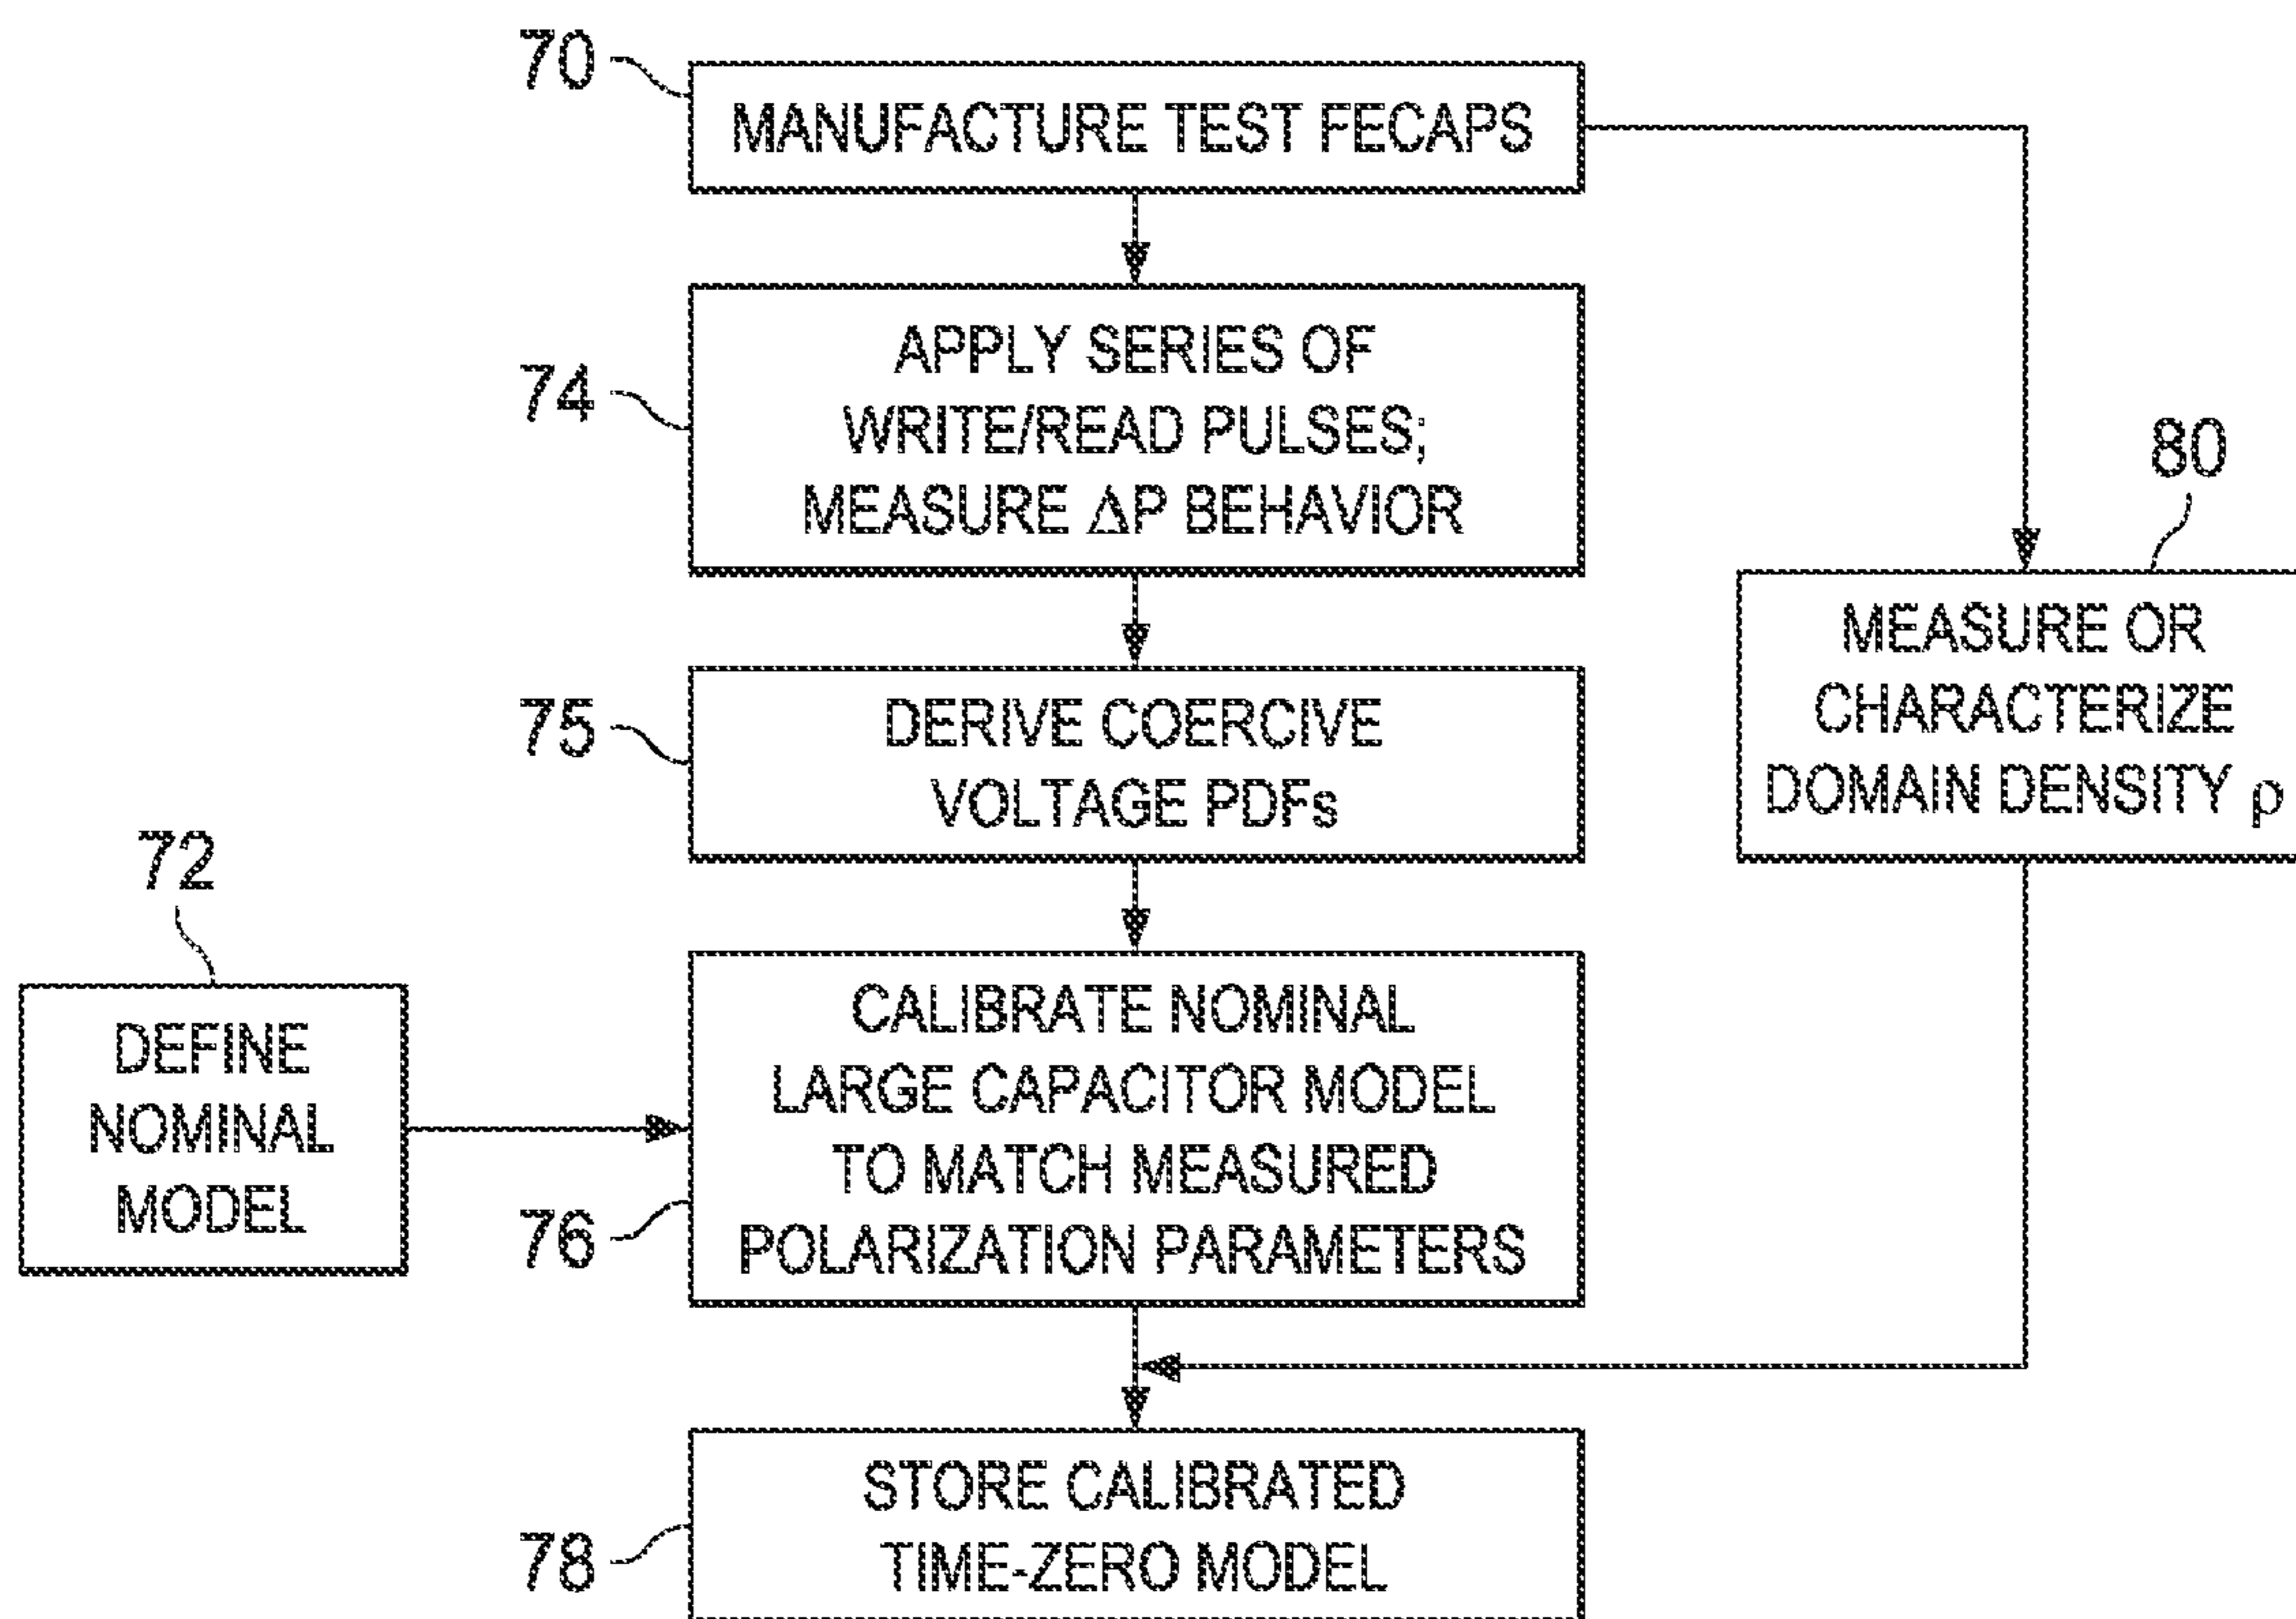 70
MANUFACTURE TEST FECAPS
74
APPLY SERIES OF
WRITE/READ PULSES;
MEASURE ΔP BEHAVIOR
80
MEASURE OR
CHARACTERIZE
DOMAIN DENSITY ρ
75
DERIVE COERCIVE
VOLTAGE PDFs
72
DEFINE
NOMINAL
MODEL
76
CALIBRATE NOMINAL
LARGE CAPACITOR MODEL
TO MATCH MEASURED
POLARIZATION PARAMETERS
78
STORE CALIBRATED
TIME-ZERO MODEL